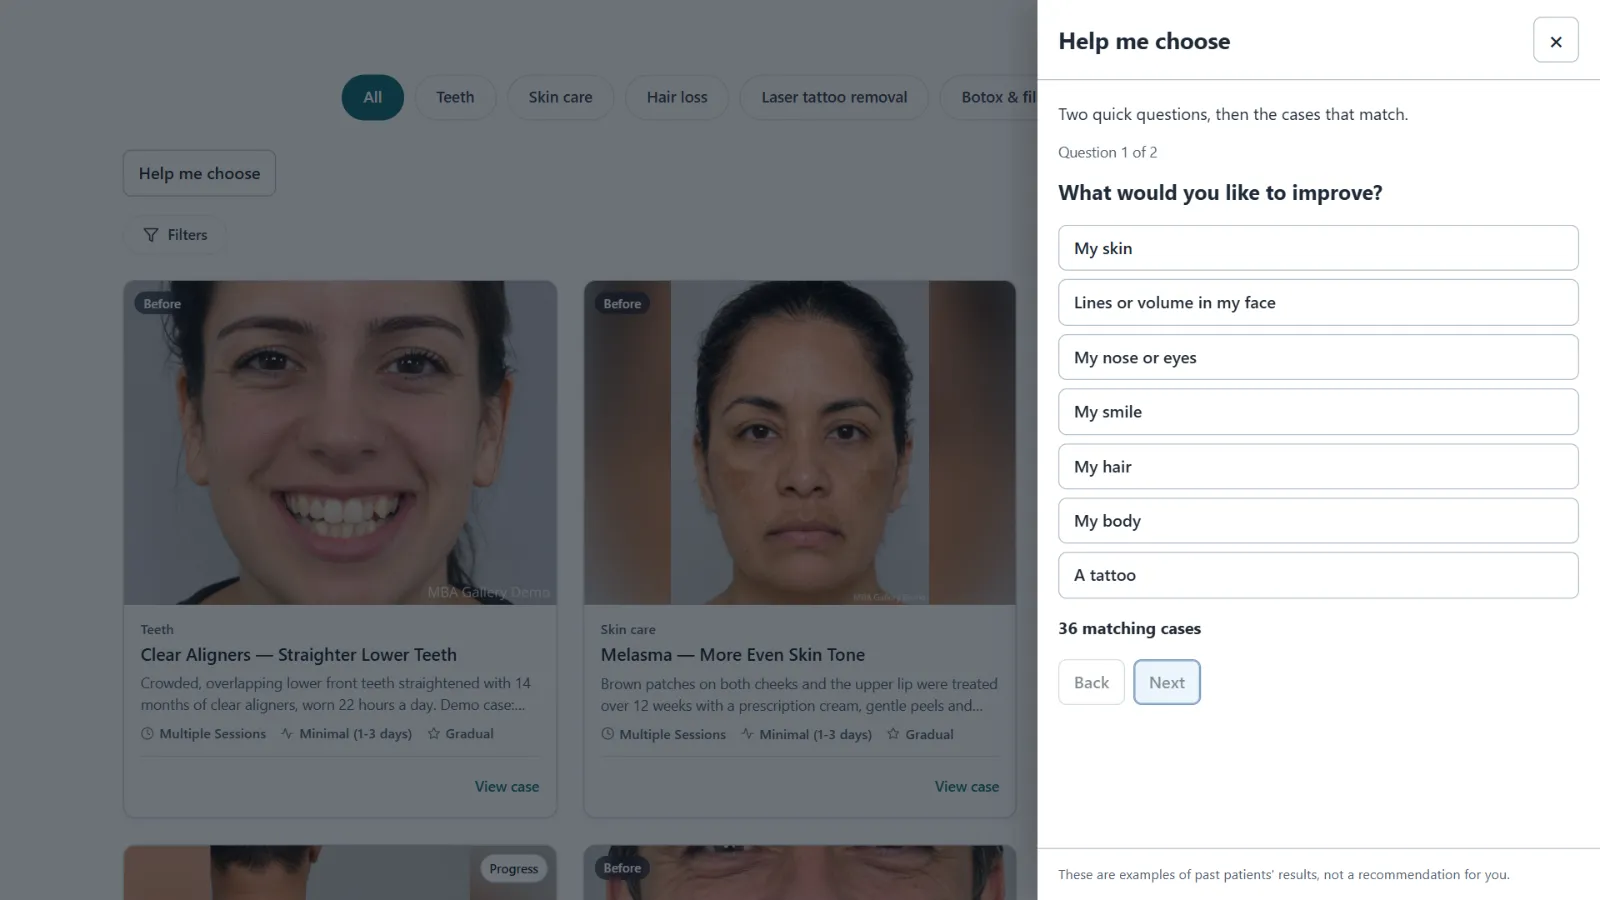 All
Teeth
Skin care
Hair loss
Laser tattoo removal
Botox & fil
Help me choose
Filters
Before
MBA Gallery Demo
Teeth
Clear Aligners — Straighter Lower Teeth
Crowded, overlapping lower front teeth straightened with 14
months of clear aligners, worn 22 hours a day. Demo case:...
Multiple Sessions
Minimal (1-3 days)
Gradual
View case
Before
MBA Gallery Demo
Skin care
Melasma — More Even Skin Tone
Brown patches on both cheeks and the upper lip were treated
over 12 weeks with a prescription cream, gentle peels and...
Multiple Sessions
Minimal (1-3 days)
Gradual
View case
Progress
Before
Help me choose
Two quick questions, then the cases that match.
Question 1 of 2
What would you like to improve?
My skin
Lines or volume in my face
My nose or eyes
My smile
My hair
My body
A tattoo
36 matching cases
Back
Next
These are examples of past patients' results, not a recommendation for you.